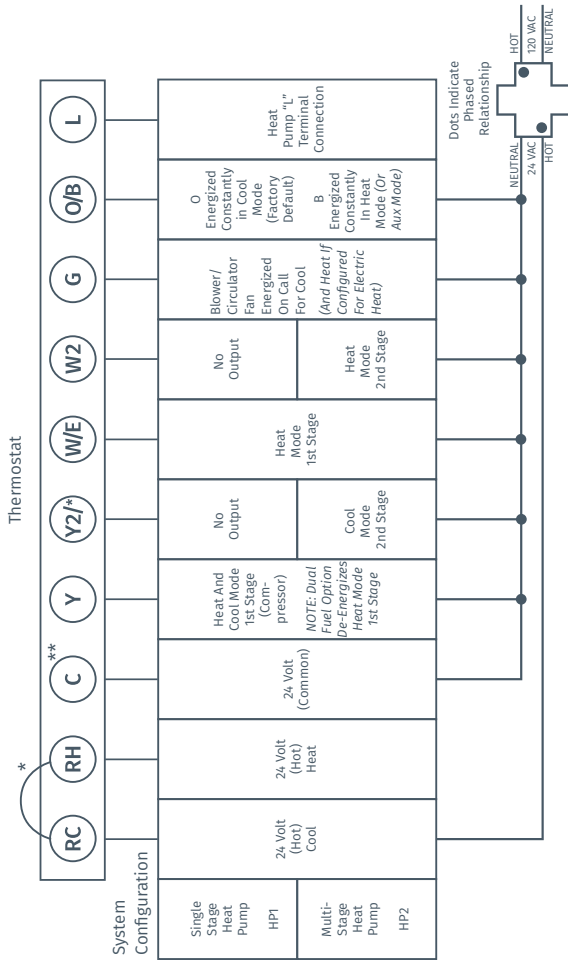 Thermostat
*
**
RC
RH
C
Y
Y2/*
W/E
W2
G
O/B
L
System
Configuration
Single
Stage
Heat
Pump
HP1
Multi-
Stage
Heat
Pump
HP2
24 Volt
(Hot)
Cool
24 Volt
(Hot)
Heat
24 Volt
(Common)
Heat And
Cool Mode
1st Stage
(Com-
pressor)
NOTE: Dual
Fuel Option
De-Energizes
Heat Mode
1st Stage
No
Output
Cool
Mode
2nd Stage
Heat
Mode
1st Stage
No
Output
Heat
Mode
2nd Stage
Blower/
Circulator
Fan
Energized
On Call
For Cool
(And Heat If
Configured
For Electric
Heat)
O
Energized
Constantly
in Cool
Mode
(Factory
Default)
B
Energized
Constantly
In Heat
Mode (Or
Aux Mode)
Heat
Pump “L”
Terminal
Connection
Dots Indicate
Phased
Relationship
NEUTRAL
24 VAC
HOT
HOT
120 VAC
NEUTRAL